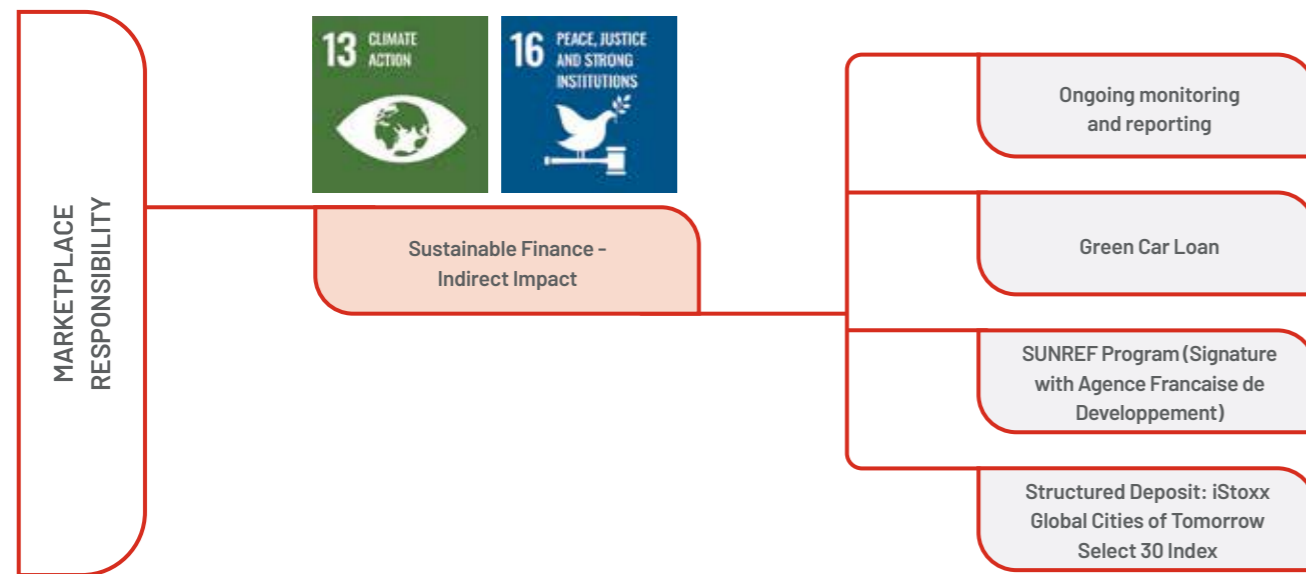 MARKETPLACE
RESPONSIBILITY
13 CLIMATE
ACTION
16 PEACE, JUSTICE
AND STRONG
INSTITUTIONS
Sustainable Finance -
Indirect Impact
Ongoing monitoring
and reporting
Green Car Loan
SUNREF Program (Signature
with Agence Francaise de
Developpement)
Structured Deposit: iStoxx
Global Cities of Tomorrow
Select 30 Index